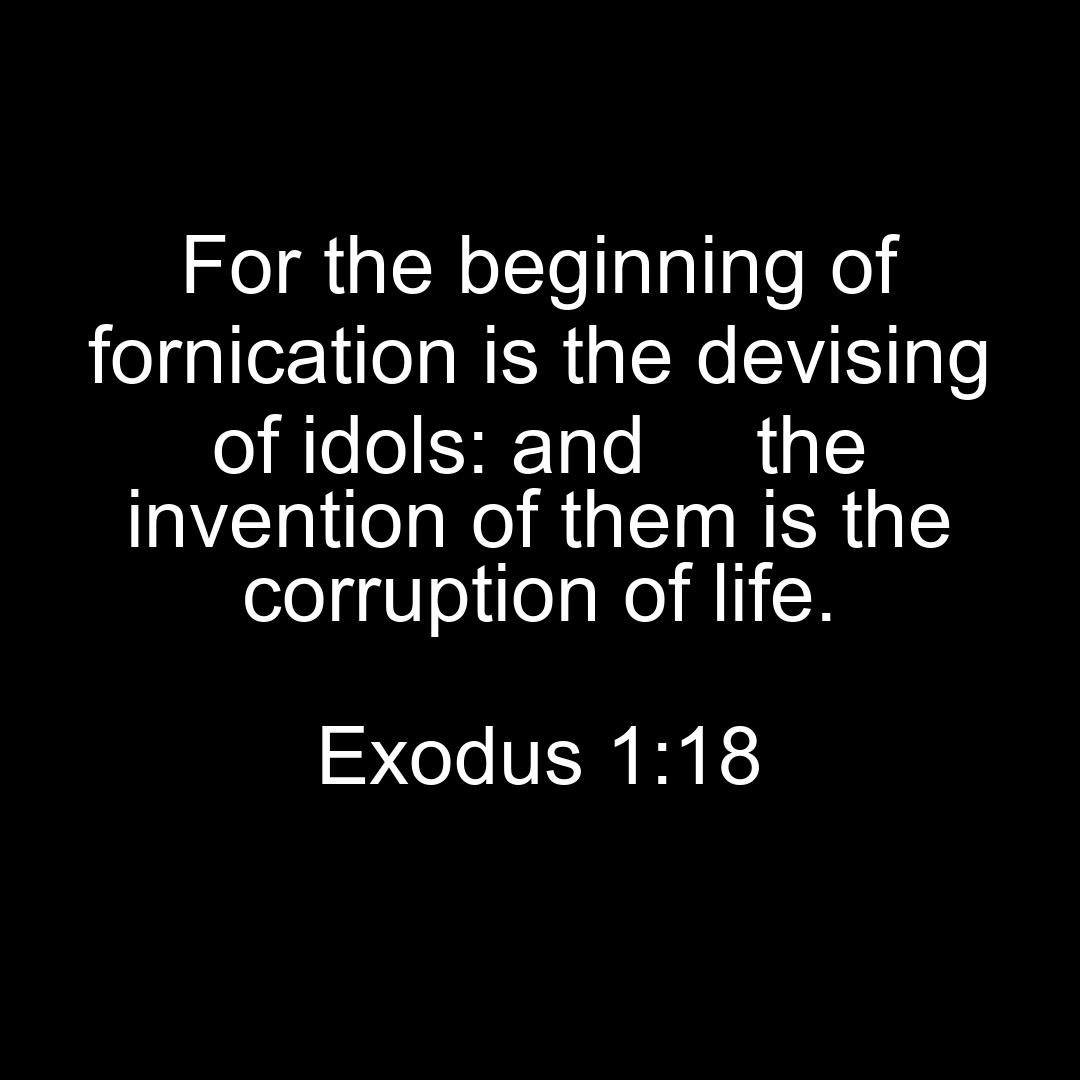 For the beginning of
fornication is the devising
of idols: and the
invention of them is the
corruption of life.
Exodus 1:18